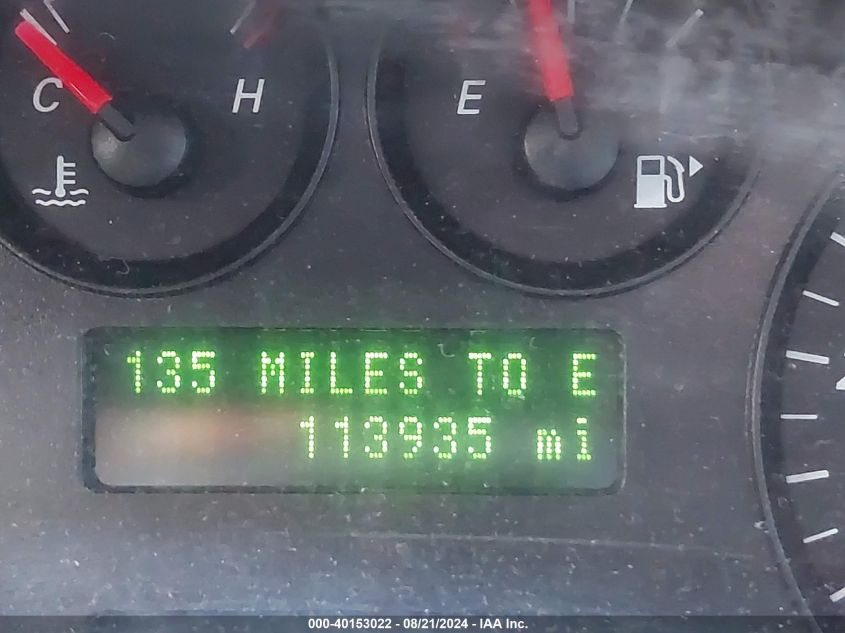 C H E
135 MILES TO E
113935 mi
000-40153022 - 08/21/2024 - IAA Inc.